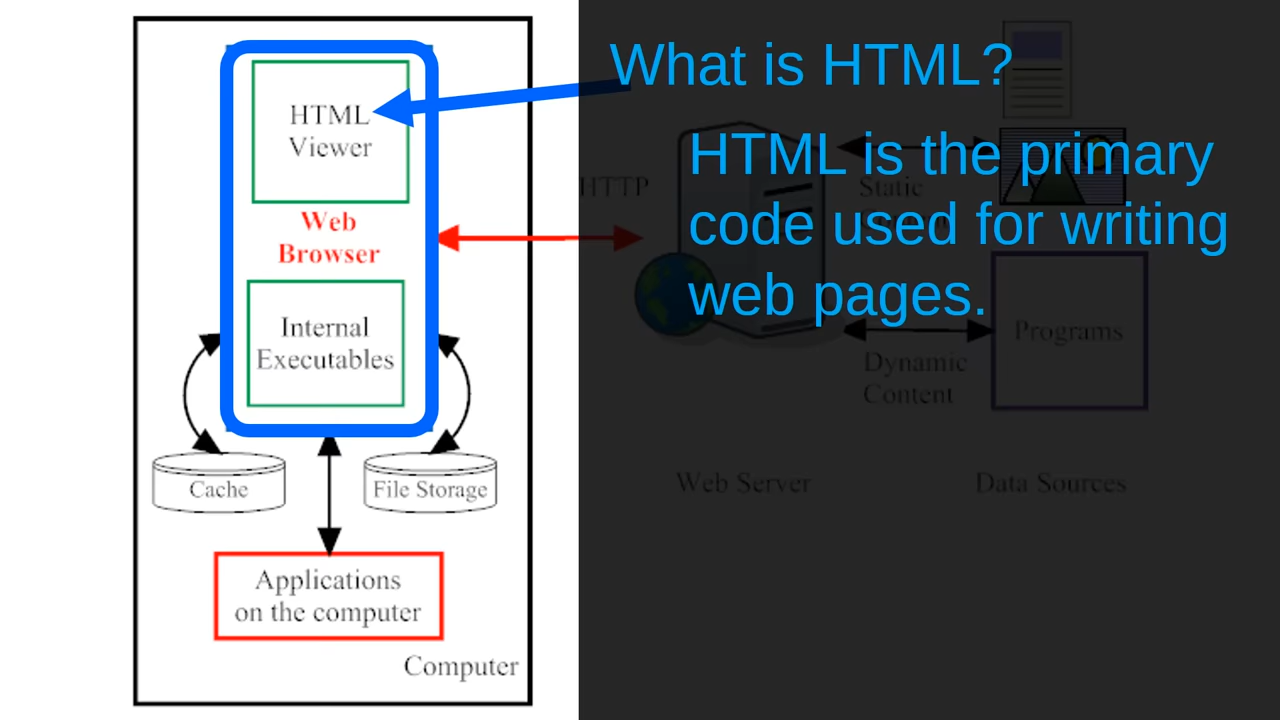 HTML
Viewer
Web
Browser
Internal
Executables
Cache
File Storage
Applications
on the computer
Computer
What is HTML?
HTML is the primary
code used for writing
web pages.
HTTP
Static
Programs
Dynamic
Content
Web Server
Data Sources